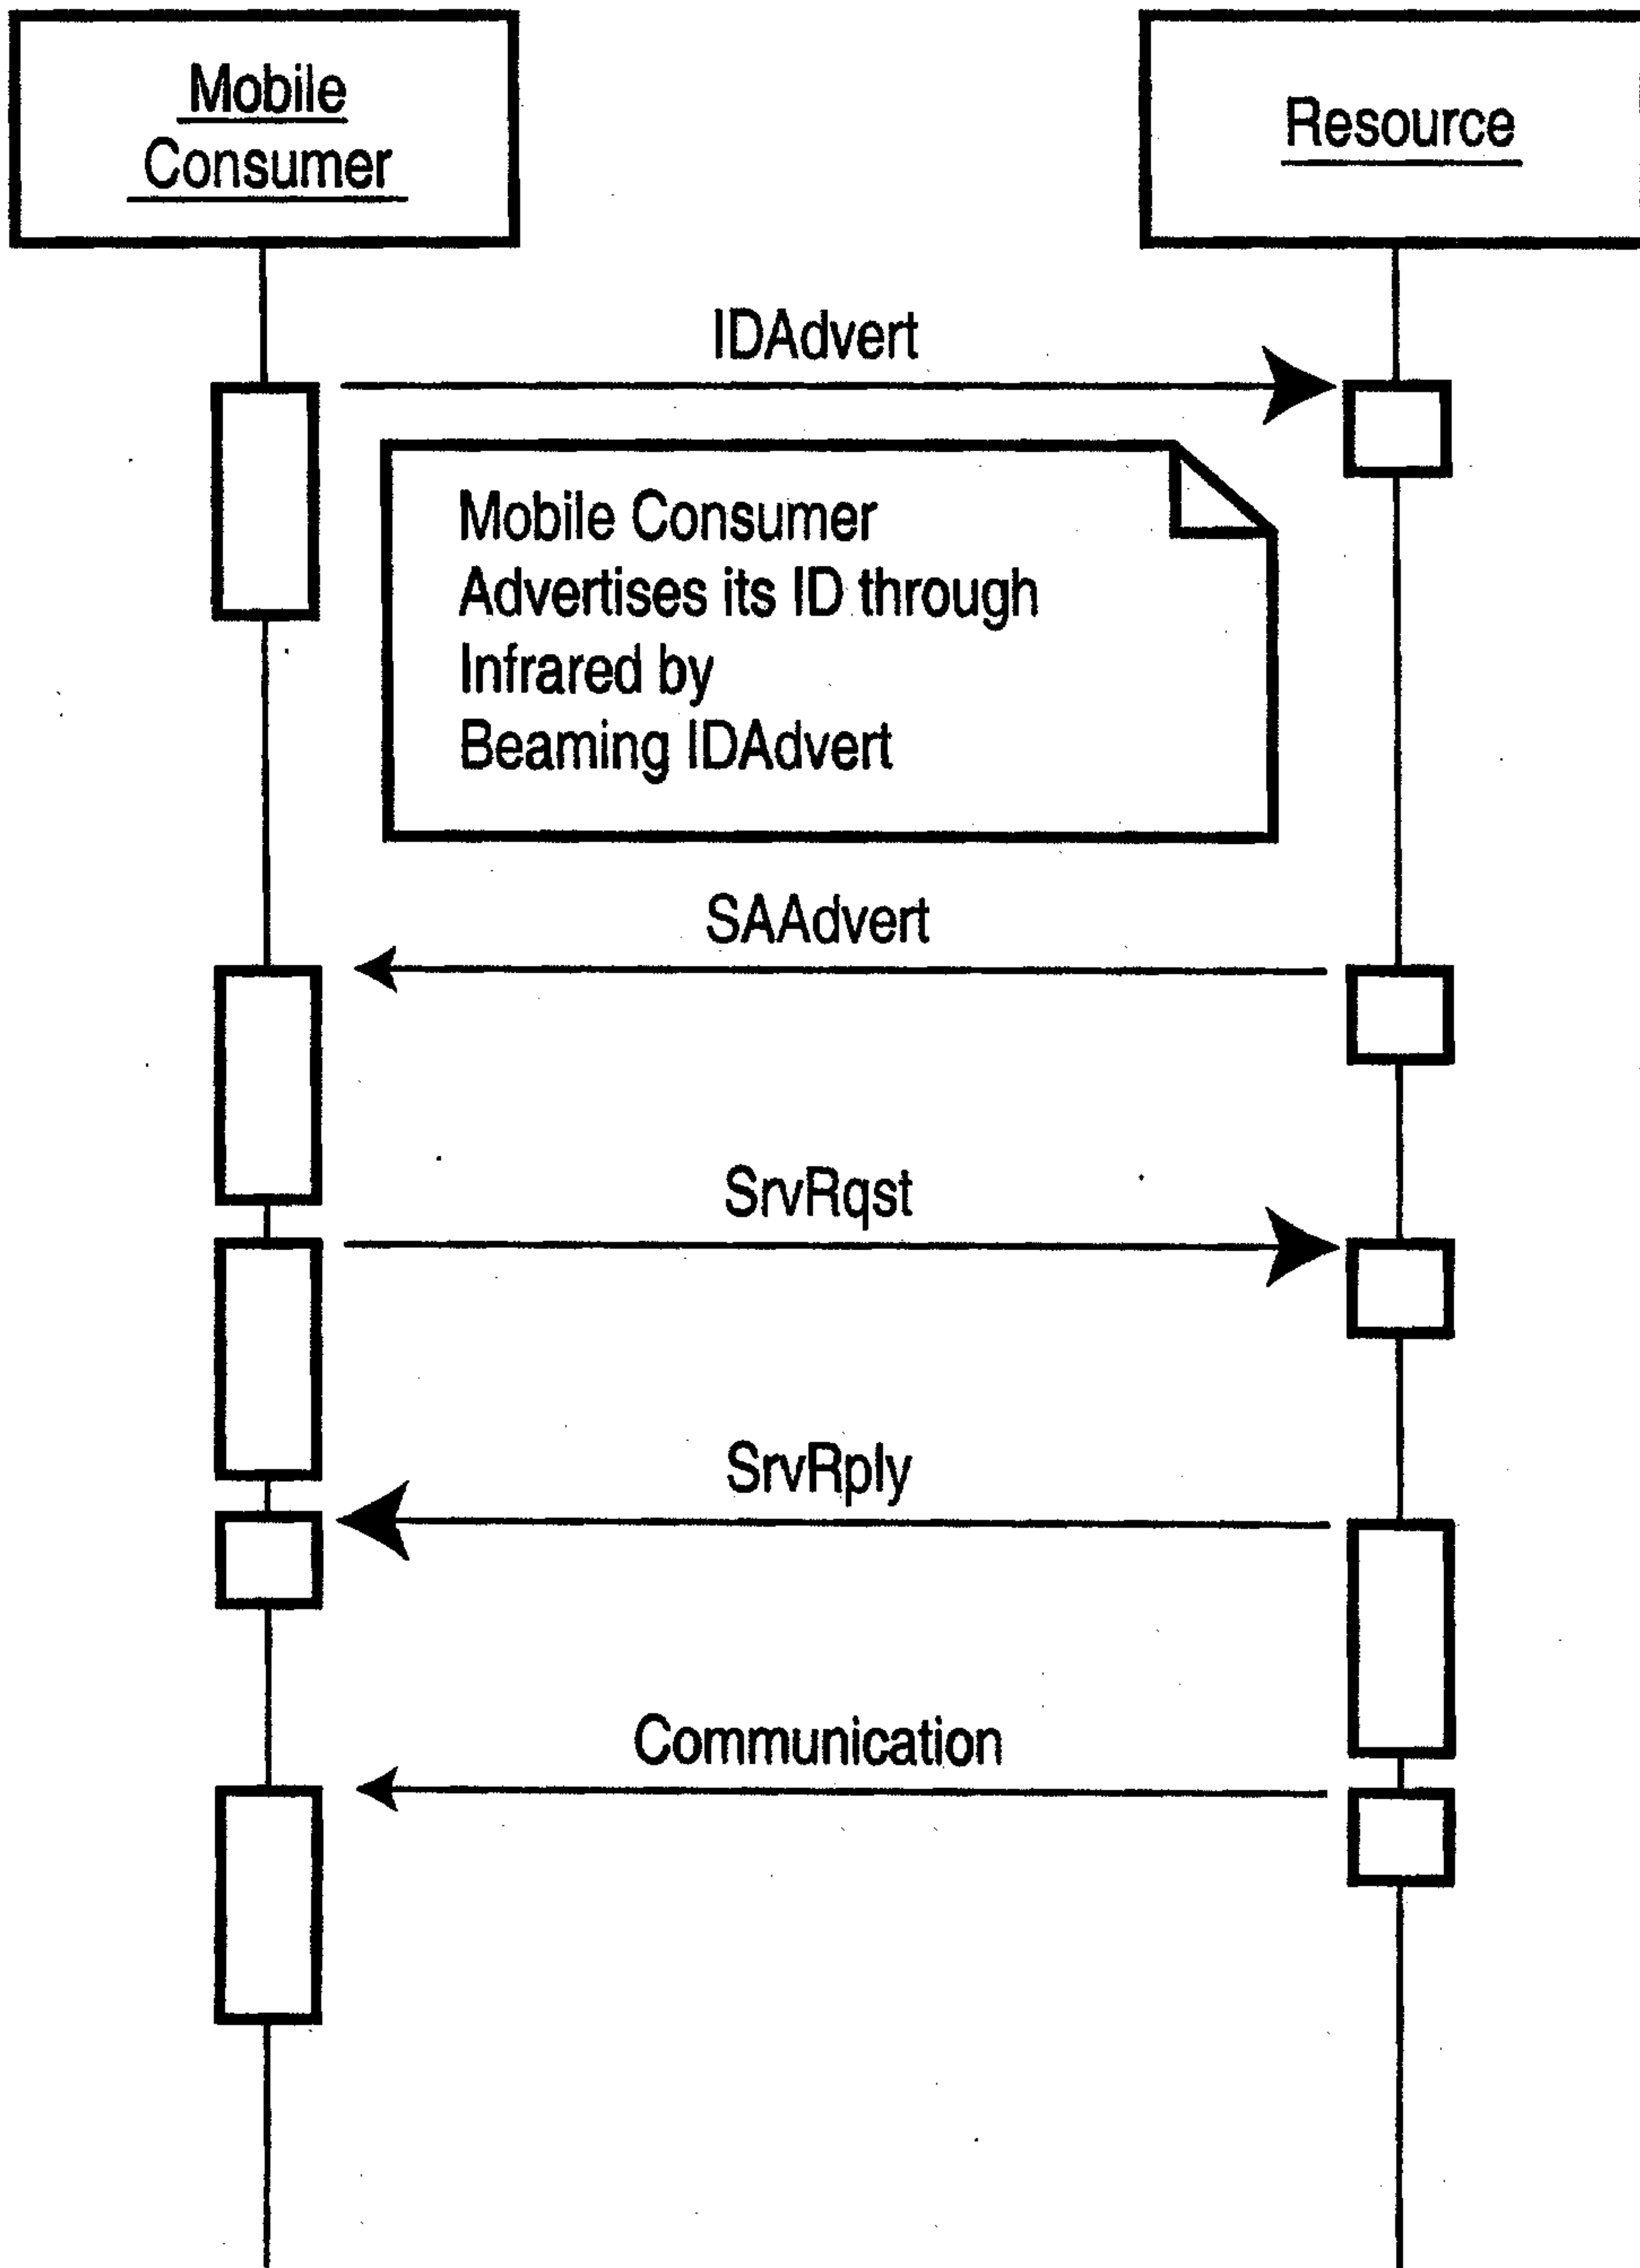 Mobile
Consumer
Resource
IDAdvert
Mobile Consumer
Advertises its ID through
Infrared by
Beaming IDAdvert
SAAdvert
SrvRqst
SrvRply
Communication